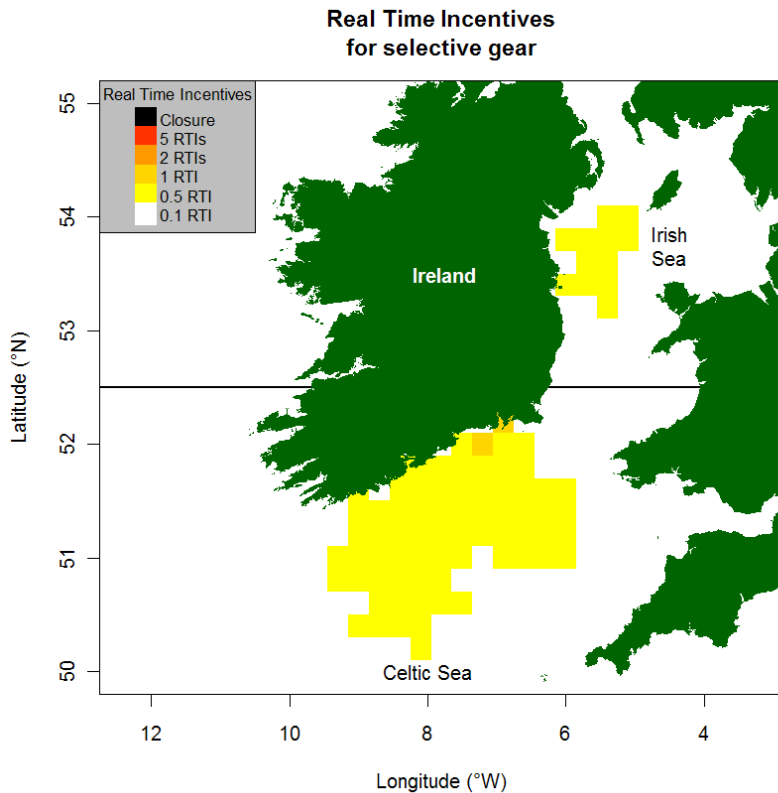 Real Time Incentives
for selective gear
Real Time Incentives
Closure
5 RTIs
2 RTIs
1 RTI
0.5 RTI
0.1 RTI
Irish
Sea
Ireland
Celtic Sea
Latitude (°N)
55
54
53
52
51
50
12 10 8 6 4
Longitude (°W)